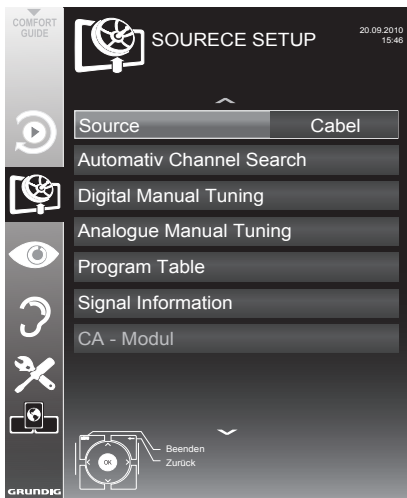 COMFORT
GUIDE
SOURECE SETUP
20.09.2010
15:46
Source Cabel
Automativ Channel Search
Digital Manual Tuning
Analogue Manual Tuning
Program Table
Signal Information
CA - Modul
OK
Beenden
Zurück
GRUNDIG